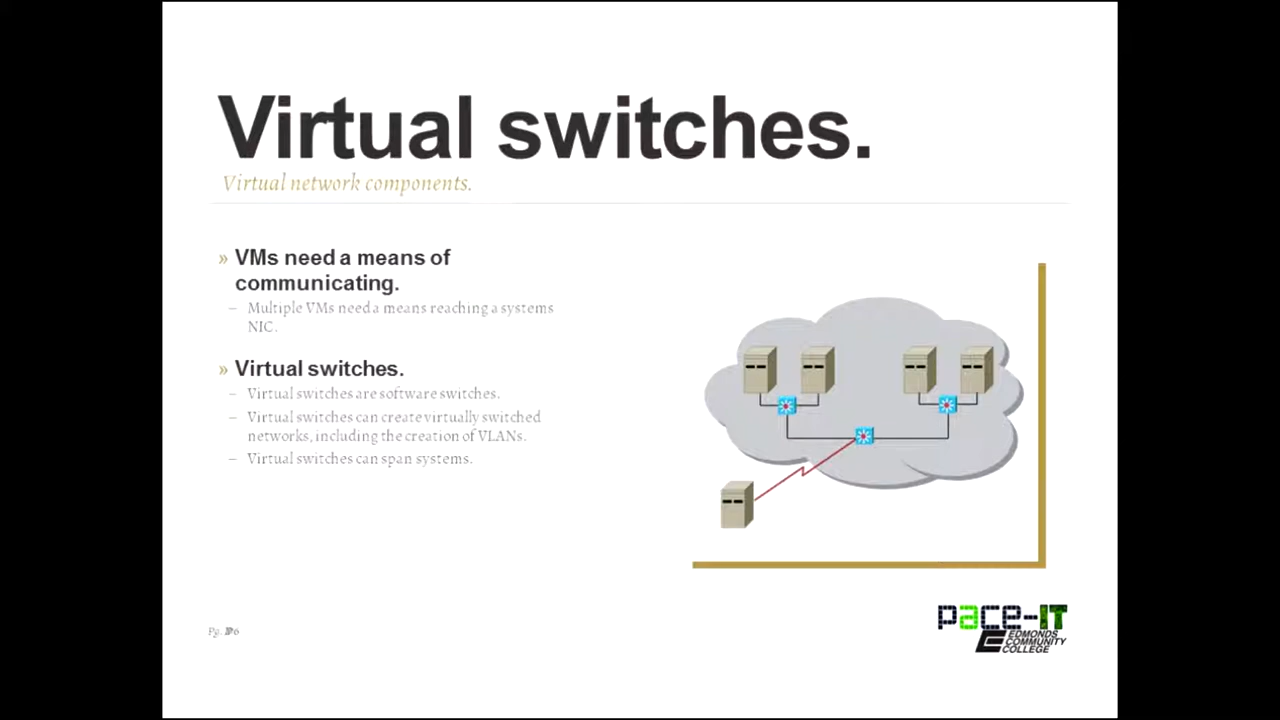 Virtual switches.
Virtual network components.
» VMs need a means of
communicating.
– Multiple VMs need a means reaching a systems
NIC.
» Virtual switches.
– Virtual switches are software switches.
– Virtual switches can create virtually switched
networks, including the creation of VLANs.
– Virtual switches can span systems.
Pg.
pace-IT
EDMONDS
COMMUNITY
COLLEGE